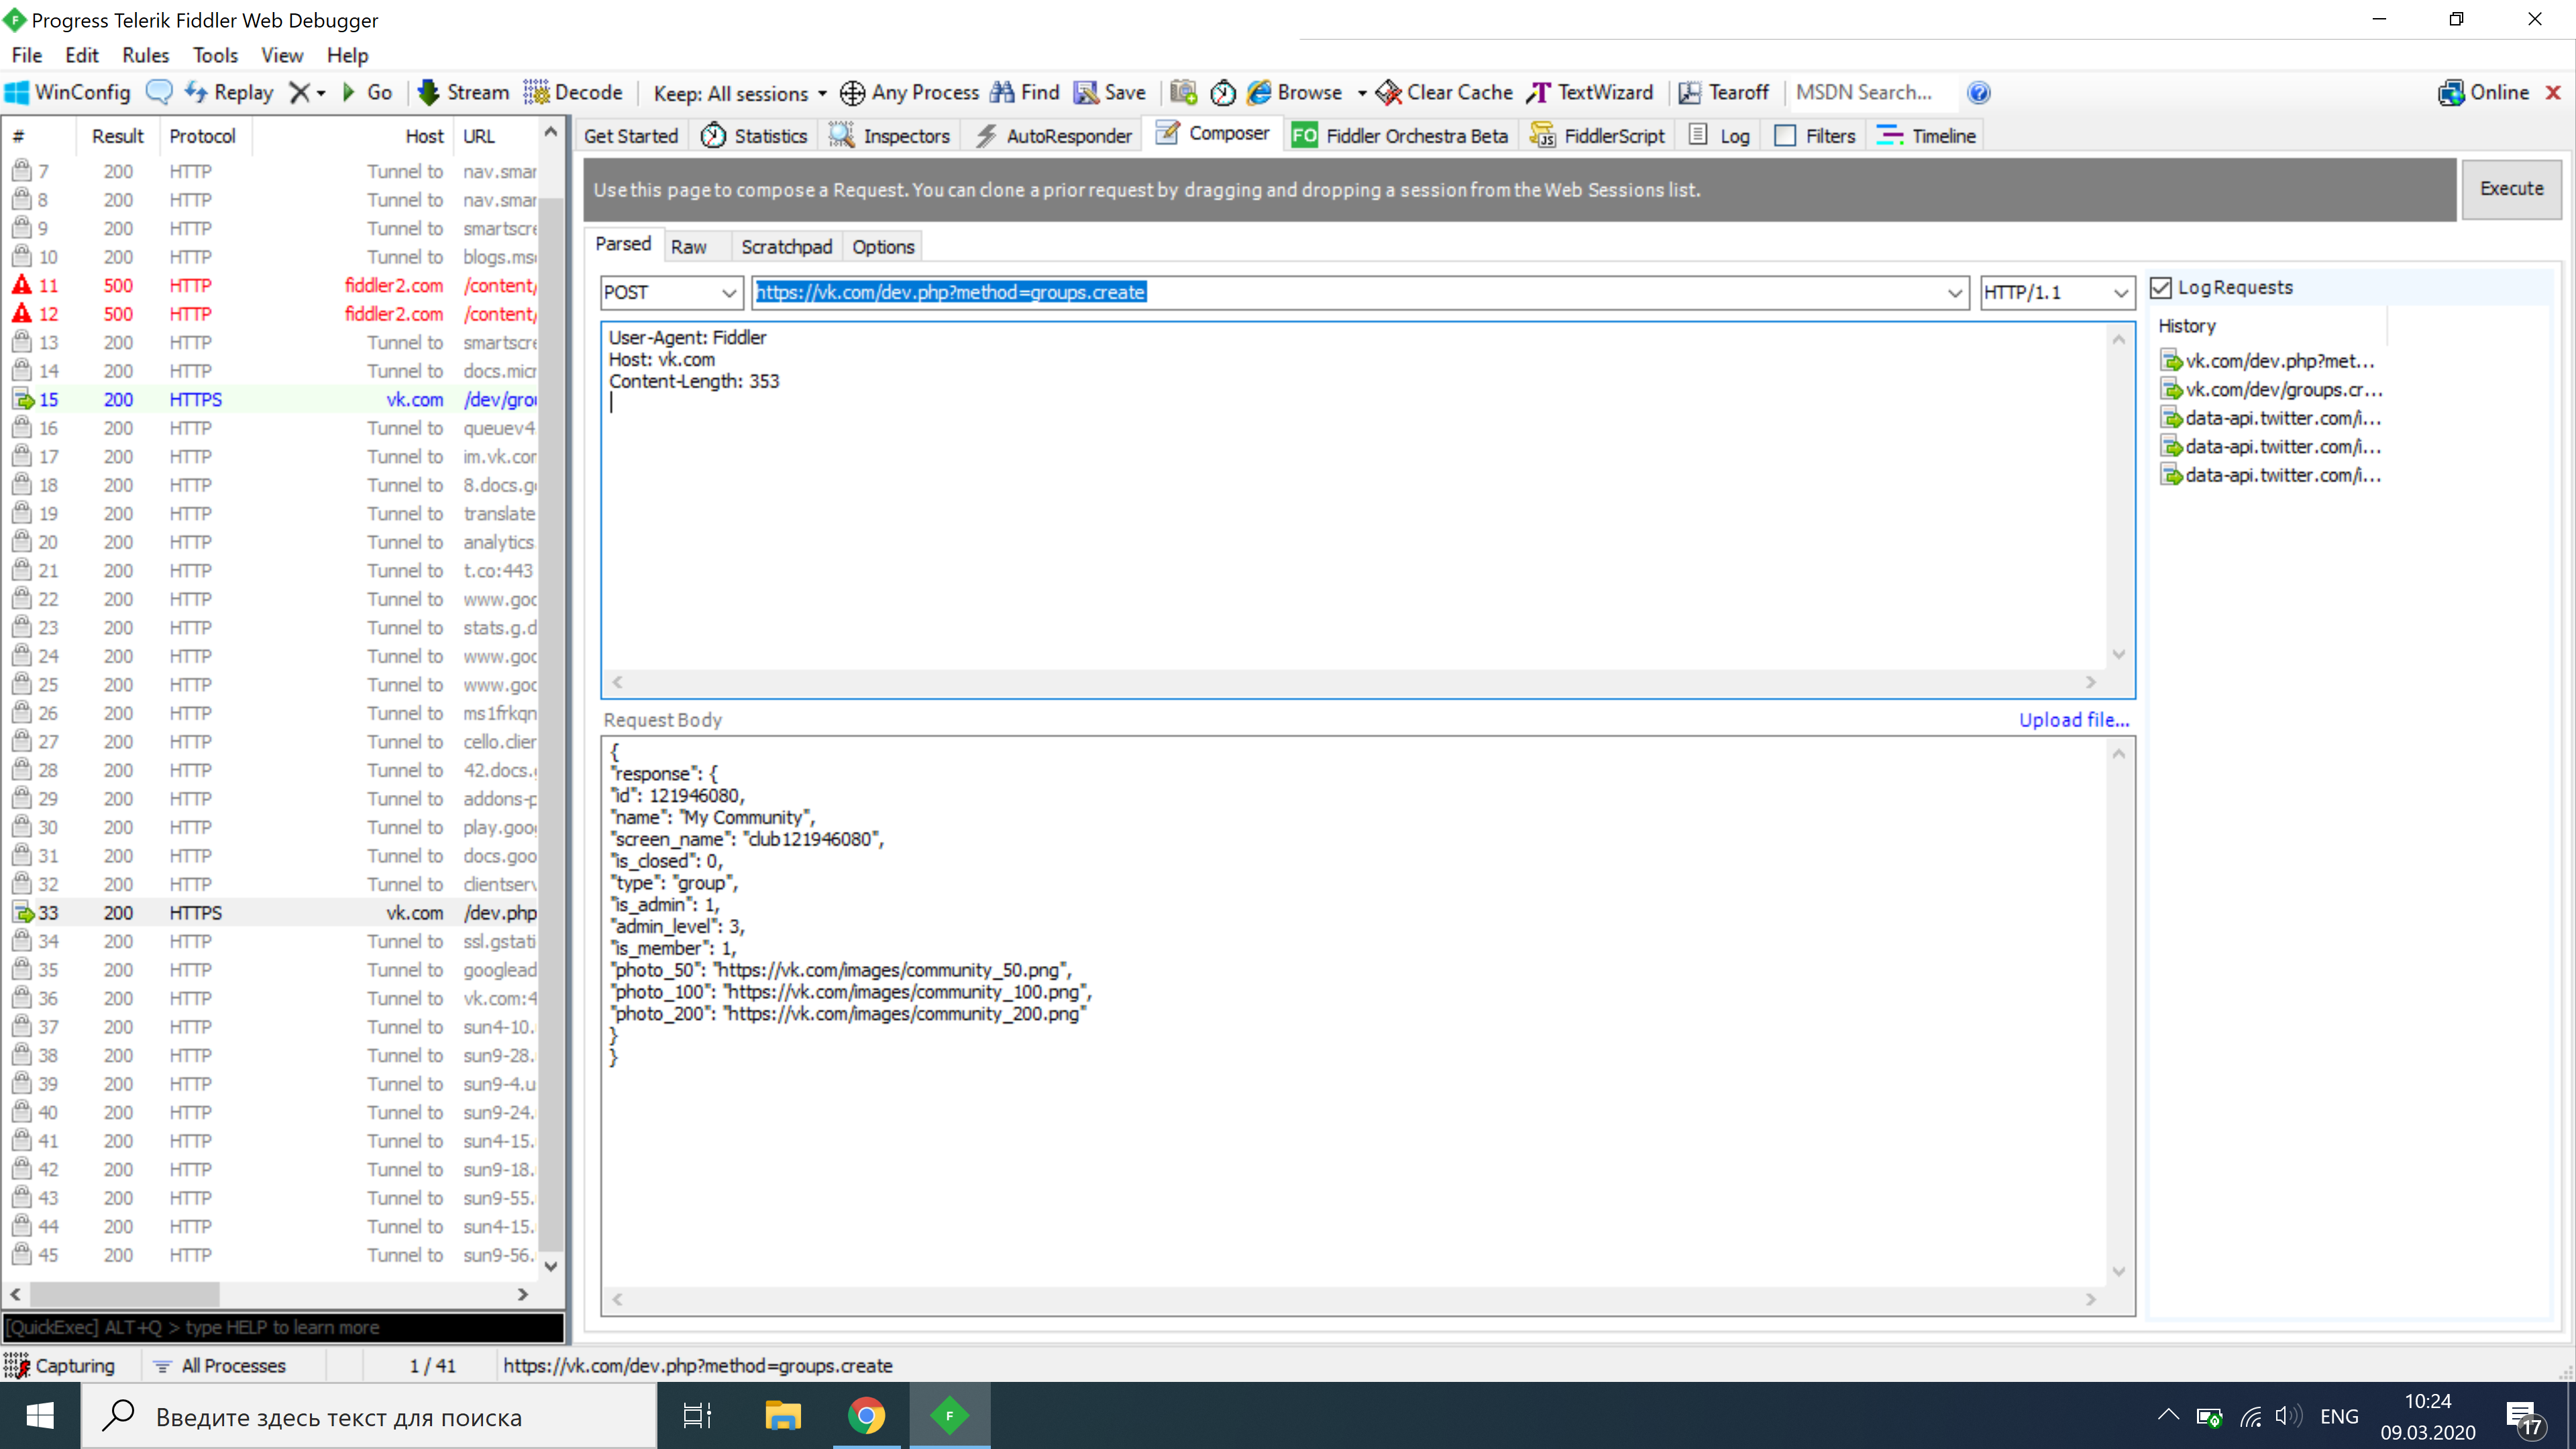 Progress Telerik Fiddler Web Debugger
File Edit Rules Tools View Help
WinConfig Replay Go Stream Decode Keep: All sessions Any Process Find Save Browse Clear Cache TextWizard Tearoff MSDN Search... Online
# Result Protocol Host URL
7 200 HTTP Tunnel to nav.smar
8 200 HTTP Tunnel to nav.smar
9 200 HTTP Tunnel to smartscre
10 200 HTTP Tunnel to blogs.ms
11 500 HTTP fiddler2.com /content/
12 500 HTTP fiddler2.com /content/
13 200 HTTP Tunnel to smartscre
14 200 HTTP Tunnel to docs.micr
15 200 HTTPS vk.com /dev/grou
16 200 HTTP Tunnel to queuev4
17 200 HTTP Tunnel to im.vk.com
18 200 HTTP Tunnel to 8.docs.g
19 200 HTTP Tunnel to translate
20 200 HTTP Tunnel to analytics
21 200 HTTP Tunnel to t.co:443
22 200 HTTP Tunnel to www.goo
23 200 HTTP Tunnel to stats.g.d
24 200 HTTP Tunnel to www.goo
25 200 HTTP Tunnel to www.goo
26 200 HTTP Tunnel to ms1frkqn
27 200 HTTP Tunnel to cello.clier
28 200 HTTP Tunnel to 42.docs.
29 200 HTTP Tunnel to addons-p
30 200 HTTP Tunnel to play.goo
31 200 HTTP Tunnel to docs.goo
32 200 HTTP Tunnel to clientserv
33 200 HTTPS vk.com /dev.php
34 200 HTTP Tunnel to ssl.gstati
35 200 HTTP Tunnel to googlead
36 200 HTTP Tunnel to vk.com:4
37 200 HTTP Tunnel to sun4-10.
38 200 HTTP Tunnel to sun9-28.
39 200 HTTP Tunnel to sun9-4.u
40 200 HTTP Tunnel to sun9-24.
41 200 HTTP Tunnel to sun4-15.
42 200 HTTP Tunnel to sun9-18.
43 200 HTTP Tunnel to sun9-55.
44 200 HTTP Tunnel to sun4-15.
45 200 HTTP Tunnel to sun9-56.
[QuickExec] ALT+Q > type HELP to learn more
Get Started Statistics Inspectors AutoResponder Composer FO Fiddler Orchestra Beta FiddlerScript Log Filters Timeline
Use this page to compose a Request. You can clone a prior request by dragging and dropping a session from the Web Sessions list.
Execute
Parsed Raw Scratchpad Options
POST https://vk.com/dev.php?method=groups.create HTTP/1.1
User-Agent: Fiddler
Host: vk.com
Content-Length: 353
Request Body Upload file...
{
"response": {
"id": 121946080,
"name": "My Community",
"screen_name": "club121946080",
"is_closed": 0,
"type": "group",
"is_admin": 1,
"admin_level": 3,
"is_member": 1,
"photo_50": "https://vk.com/images/community_50.png",
"photo_100": "https://vk.com/images/community_100.png",
"photo_200": "https://vk.com/images/community_200.png"
}
}
Log Requests
History
vk.com/dev.php?met...
vk.com/dev/groups.cr...
data-api.twitter.com/i...
data-api.twitter.com/i...
data-api.twitter.com/i...
Capturing All Processes 1 / 41 https://vk.com/dev.php?method=groups.create
Введите здесь текст для поиска
ENG
10:24
09.03.2020
17